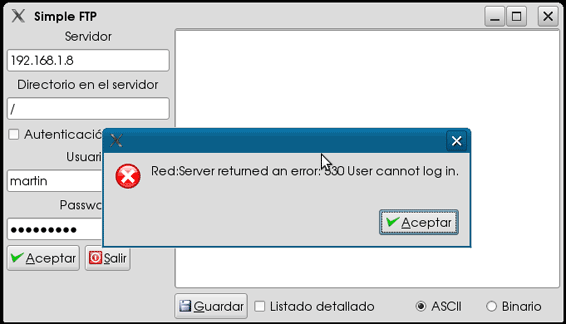 Simple FTP
Servidor
192.168.1.8
Directorio en el servidor
/
Autenticació
Usuari
martin
Passwo
Aceptar
Salir
Red:Server returned an error: 530 User cannot log in.
Aceptar
Guardar
Listado detallado
ASCII
Binario